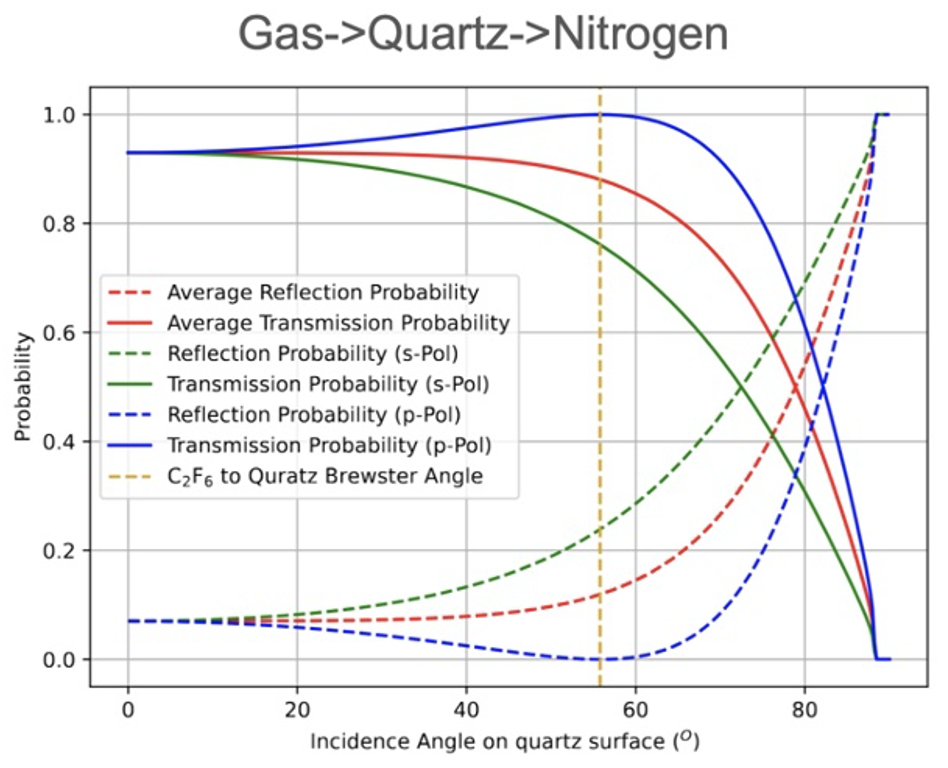 Gas->Quartz->Nitrogen
1.0
0.8
0.6
0.4
0.2
0.0
Probability
Average Reflection Probability
Average Transmission Probability
Reflection Probability (s-Pol)
Transmission Probability (s-Pol)
Reflection Probability (p-Pol)
Transmission Probability (p-Pol)
C₂F₆ to Quratz Brewster Angle
0 20 40 60 80
Incidence Angle on quartz surface (ᴼ)